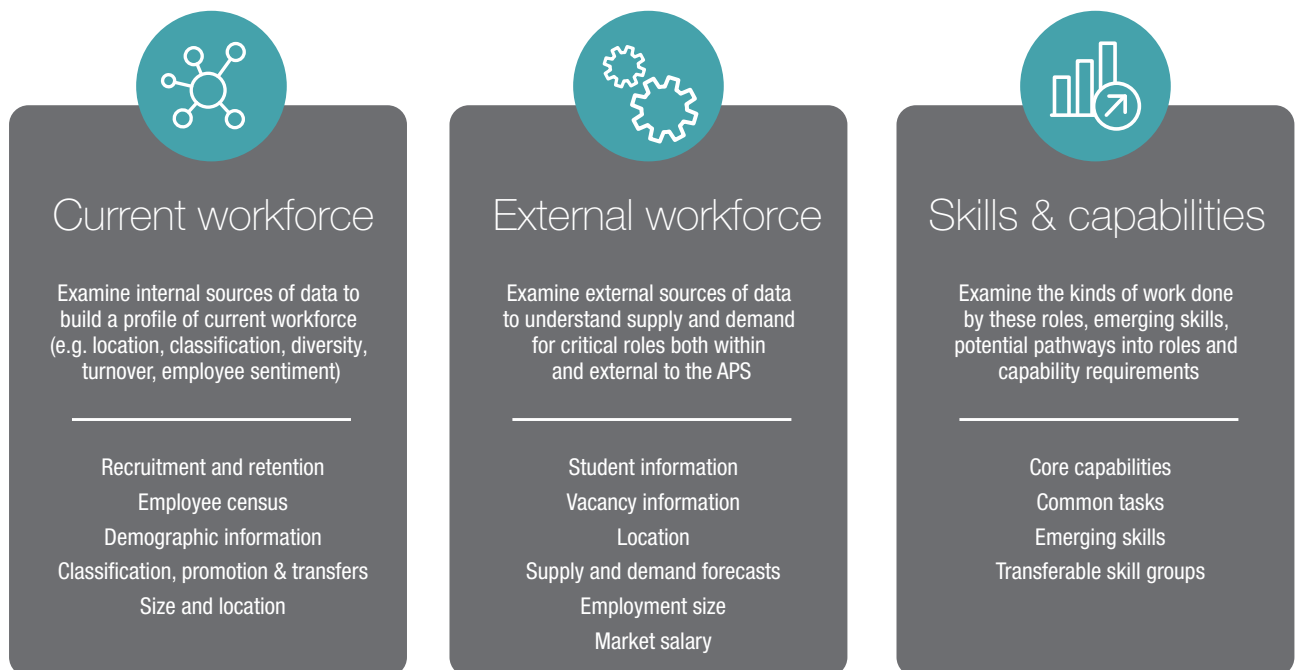 Current workforce
Examine internal sources of data to
build a profile of current workforce
(e.g. location, classification, diversity,
turnover, employee sentiment)
Recruitment and retention
Employee census
Demographic information
Classification, promotion & transfers
Size and location
External workforce
Examine external sources of data
to understand supply and demand
for critical roles both within
and external to the APS
Student information
Vacancy information
Location
Supply and demand forecasts
Employment size
Market salary
Skills & capabilities
Examine the kinds of work done
by these roles, emerging skills,
potential pathways into roles and
capability requirements
Core capabilities
Common tasks
Emerging skills
Transferable skill groups